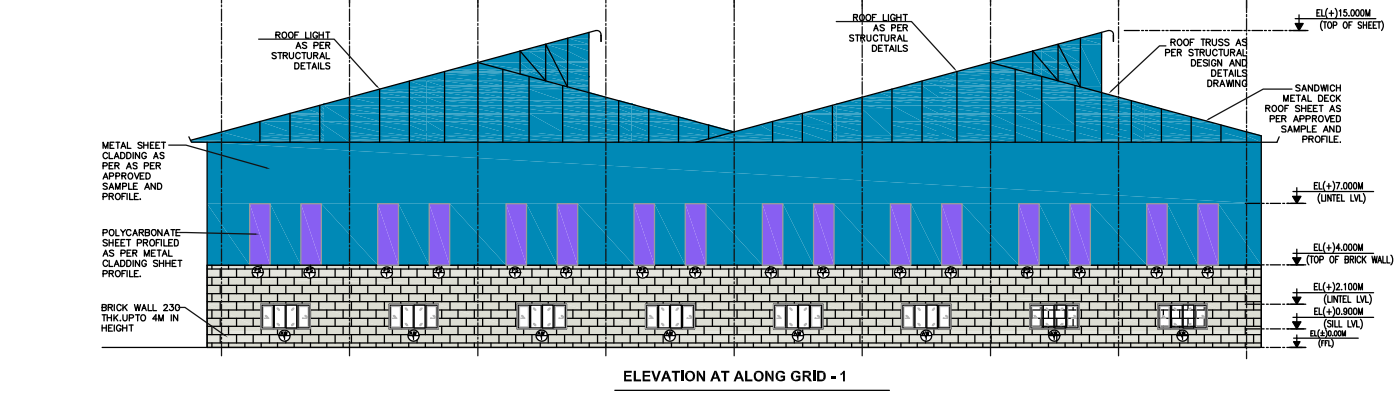 ROOF LIGHT
AS PER
STRUCTURAL
DETAILS
ROOF LIGHT
AS PER
STRUCTURAL
DETAILS
EL(+)15.000M
(TOP OF SHEET)
ROOF TRUSS AS
PER STRUCTURAL
DESIGN AND
DETAILS
DRAWING
SANDWICH
METAL DECK
ROOF SHEET AS
PER APPROVED
SAMPLE AND
PROFILE.
METAL SHEET
CLADDING AS
PER AS PER
APPROVED
SAMPLE AND
PROFILE.
EL(+)7.000M
(LINTEL LVL)
POLYCARBONATE
SHEET PROFILED
AS PER METAL
CLADDING SHHET
PROFILE.
EL(+)4.000M
(TOP OF BRICK WALL)
BRICK WALL 230
THK.UPTO 4M IN
HEIGHT
EL(+)2.100M
(LINTEL LVL)
EL(+)0.900M
(SILL LVL)
EL(±)0.00M
(FFL)
ELEVATION AT ALONG GRID - 1